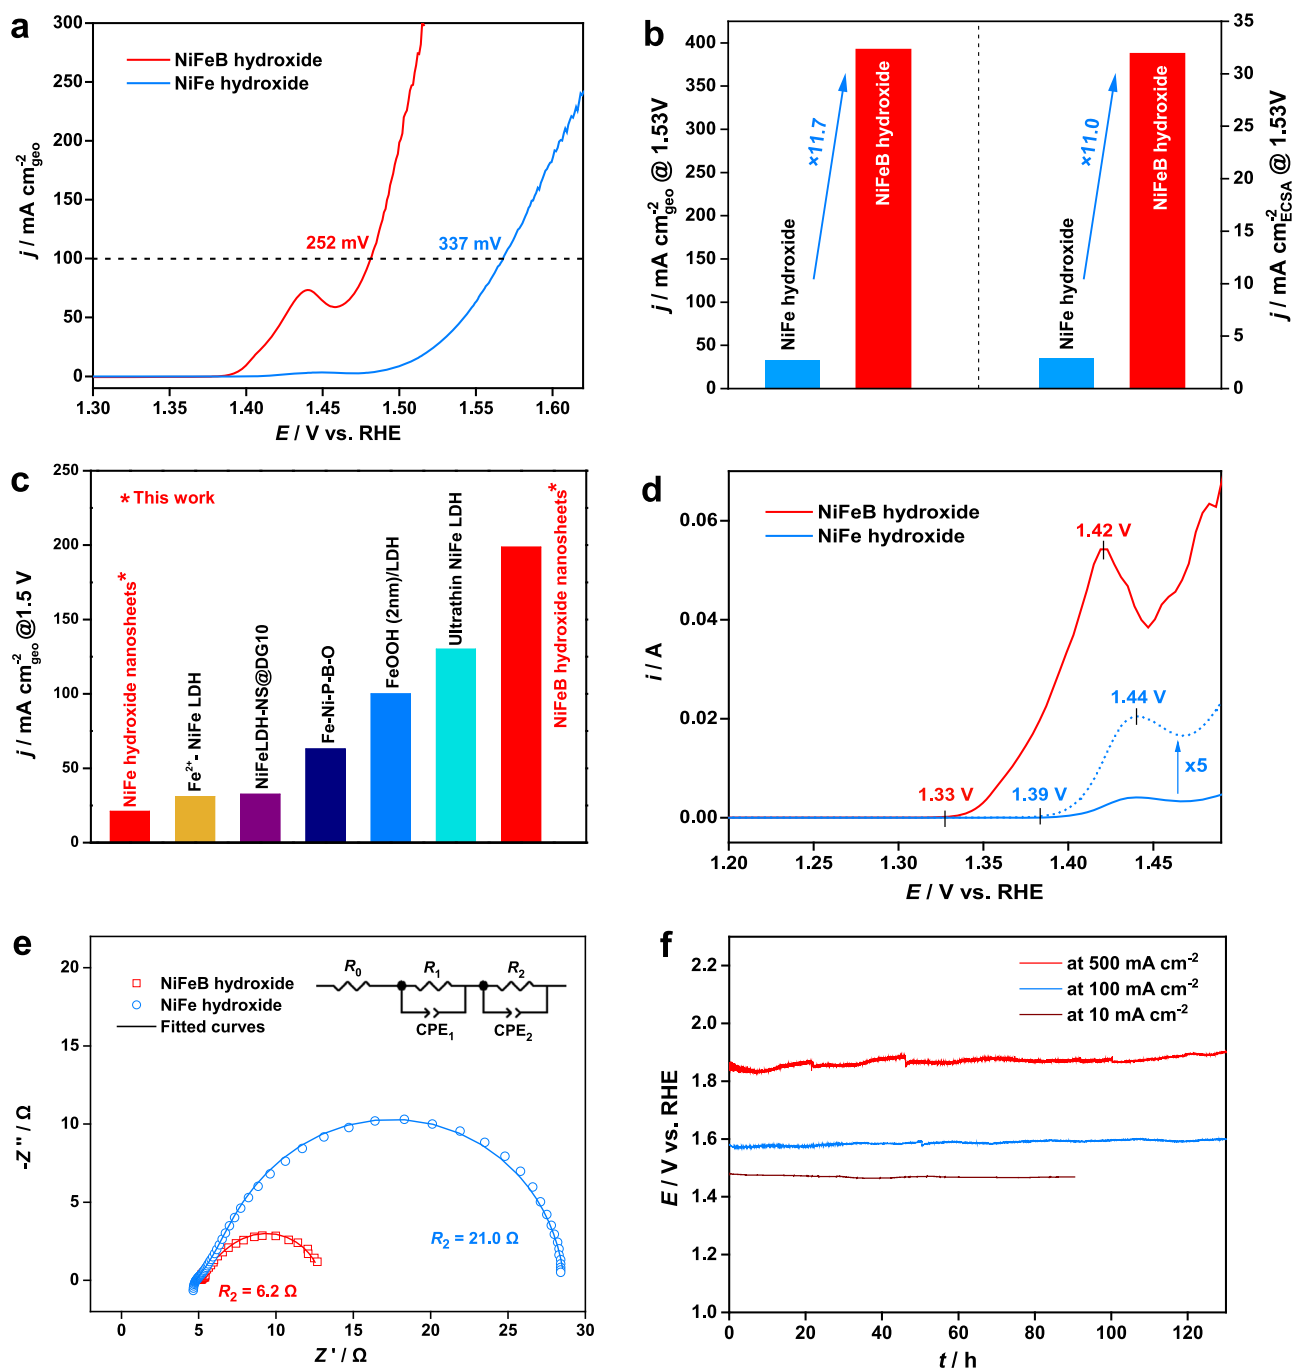 a
300
250
200
150
100
50
0
j / mA cm⁻²geo
NiFeB hydroxide
NiFe hydroxide
252 mV
337 mV
1.30 1.35 1.40 1.45 1.50 1.55 1.60
E / V vs. RHE
b
400
350
300
250
200
150
100
50
0
j / mA cm⁻²geo @ 1.53V
NiFe hydroxide
×11.7
NiFeB hydroxide
NiFe hydroxide
×11.0
NiFeB hydroxide
35
30
25
20
15
10
5
0
j / mA cm⁻²ECSA @ 1.53V
c
250
200
150
100
50
0
j / mA cm⁻²geo @1.5 V
* This work
NiFe hydroxide nanosheets*
Fe²⁺- NiFe LDH
NiFeLDH-NS@DG10
Fe-Ni-P-B-O
FeOOH (2nm)/LDH
Ultrathin NiFe LDH
NiFeB hydroxide nanosheets*
d
0.06
0.04
0.02
0.00
i / A
NiFeB hydroxide
NiFe hydroxide
1.42 V
1.44 V
x5
1.33 V
1.39 V
1.20 1.25 1.30 1.35 1.40 1.45
E / V vs. RHE
e
20
15
10
5
0
-Z'' / Ω
NiFeB hydroxide
NiFe hydroxide
Fitted curves
R₀ R₁ R₂
CPE₁ CPE₂
R₂ = 21.0 Ω
R₂ = 6.2 Ω
0 5 10 15 20 25 30
Z' / Ω
f
2.2
2.0
1.8
1.6
1.4
1.2
1.0
E / V vs. RHE
at 500 mA cm⁻²
at 100 mA cm⁻²
at 10 mA cm⁻²
0 20 40 60 80 100 120
t / h